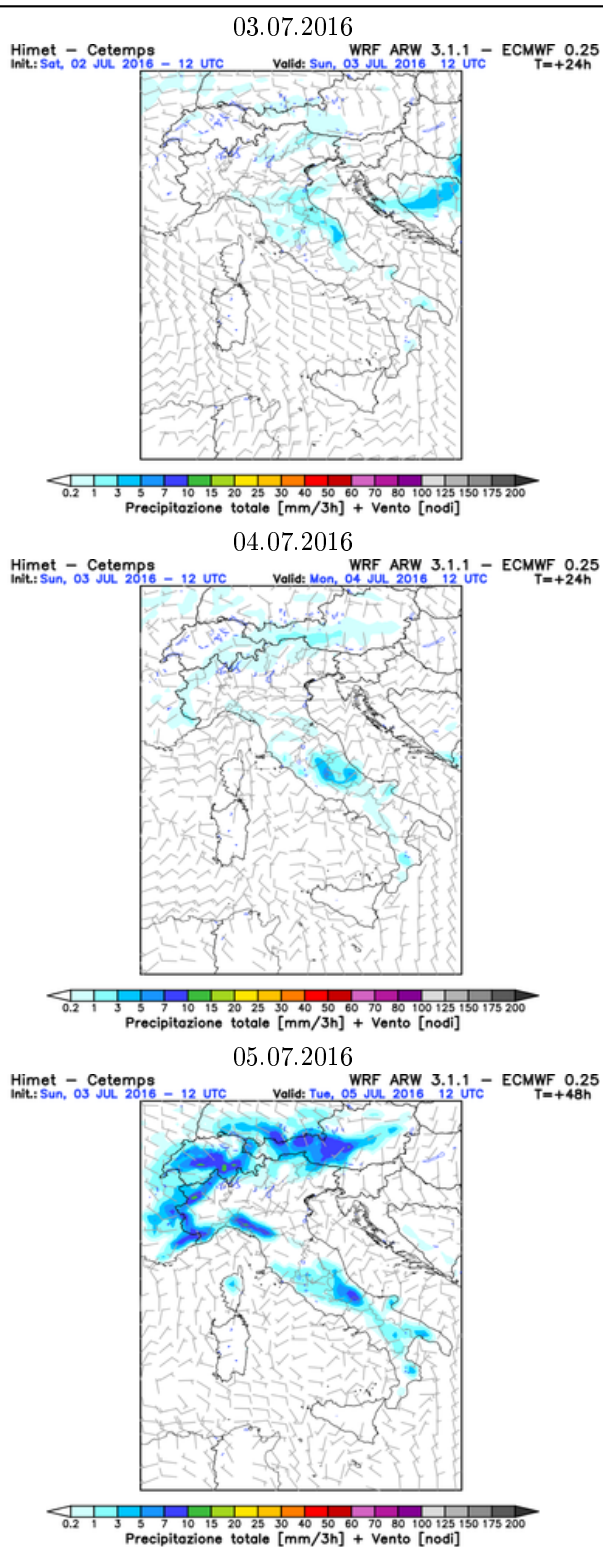 03.07.2016
Himet – Cetemps WRF ARW 3.1.1 – ECMWF 0.25
Init.: Sat, 02 JUL 2016 – 12 UTC Valid: Sun, 03 JUL 2016 12 UTC T=+24h
0.2 1 3 5 7 10 15 20 25 30 40 50 60 70 80 100 125 150 175 200
Precipitazione totale [mm/3h] + Vento [nodi]
04.07.2016
Himet – Cetemps WRF ARW 3.1.1 – ECMWF 0.25
Init.: Sun, 03 JUL 2016 – 12 UTC Valid: Mon, 04 JUL 2016 12 UTC T=+24h
0.2 1 3 5 7 10 15 20 25 30 40 50 60 70 80 100 125 150 175 200
Precipitazione totale [mm/3h] + Vento [nodi]
05.07.2016
Himet – Cetemps WRF ARW 3.1.1 – ECMWF 0.25
Init.: Sun, 03 JUL 2016 – 12 UTC Valid: Tue, 05 JUL 2016 12 UTC T=+48h
0.2 1 3 5 7 10 15 20 25 30 40 50 60 70 80 100 125 150 175 200
Precipitazione totale [mm/3h] + Vento [nodi]